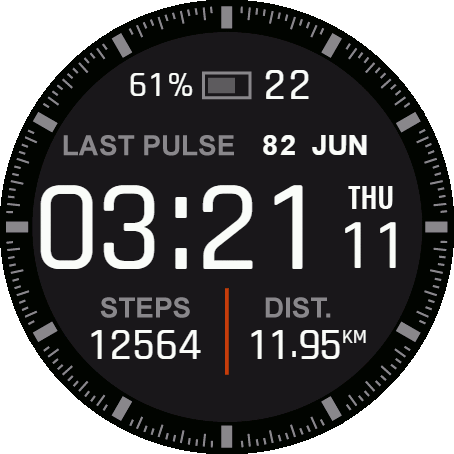 61% 22
LAST PULSE 82 JUN
03:21 THU 11
STEPS DIST.
12564 11.95KM